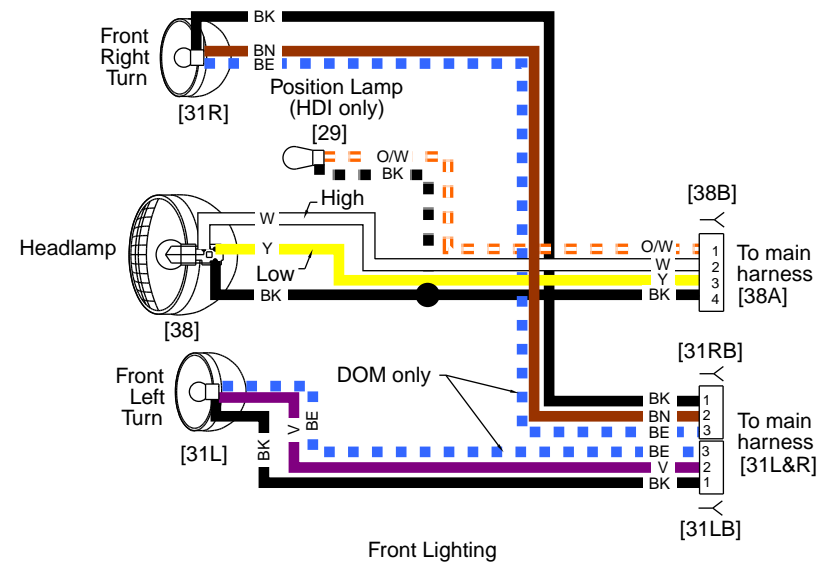 BK
Front
Right
Turn
BN
BE
[31R]
Position Lamp
(HDI only)
[29]
O/W
BK
[38B]
High
W
Headlamp
Y
Low
BK
[38]
O/W 1
W 2
Y 3
BK 4
To main
harness
[38A]
[31RB]
Front
Left
Turn
DOM only
V
BE
BK
[31L]
BK 1
BN 2
BE 3
BE 3
V 2
BK 1
To main
harness
[31L&R]
[31LB]
Front Lighting